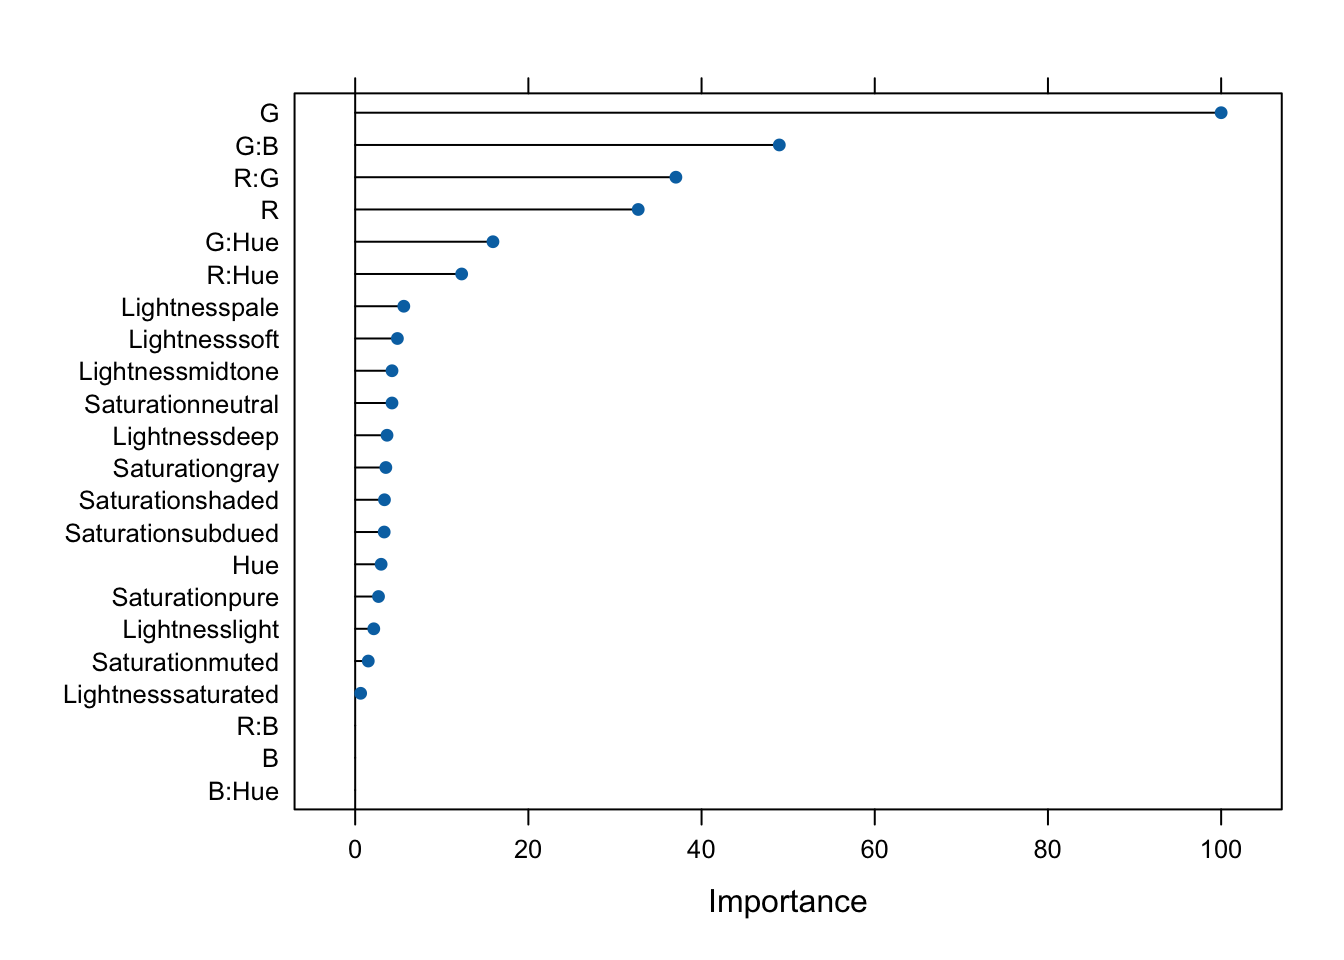 G
G:B
R:G
R
G:Hue
R:Hue
Lightnesspale
Lightnesssoft
Lightnessmidtone
Saturationneutral
Lightnessdeep
Saturationgray
Saturationshaded
Saturationsubdued
Hue
Saturationpure
Lightnesslight
Saturationmuted
Lightnesssaturated
R:B
B
B:Hue
0 20 40 60 80 100
Importance